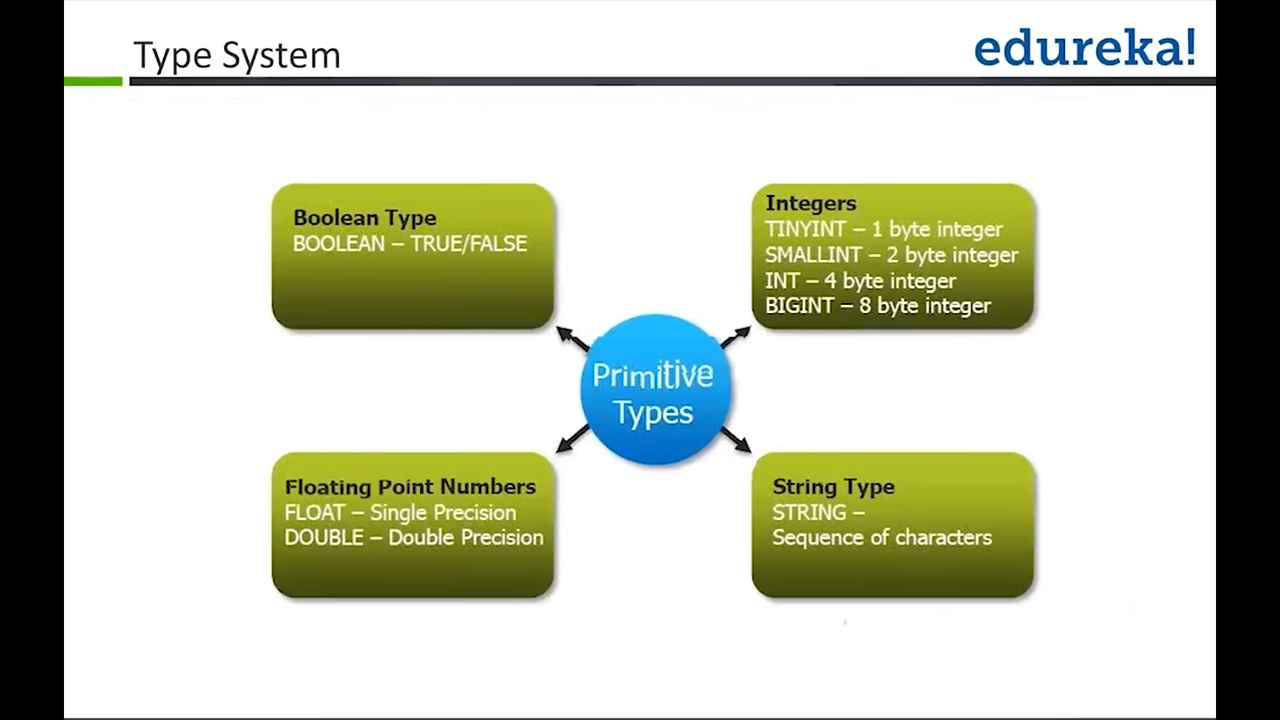 Type System
edureka!
Boolean Type
BOOLEAN – TRUE/FALSE
Integers
TINYINT – 1 byte integer
SMALLINT – 2 byte integer
INT – 4 byte integer
BIGINT – 8 byte integer
Primitive
Types
Floating Point Numbers
FLOAT – Single Precision
DOUBLE – Double Precision
String Type
STRING –
Sequence of characters